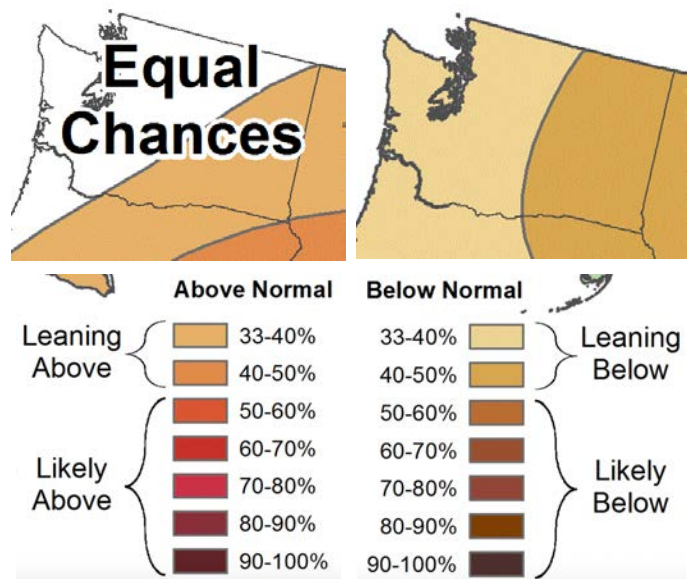 Equal
Chances
Above Normal
Leaning
Above
33-40%
40-50%
Likely
Above
50-60%
60-70%
70-80%
80-90%
90-100%
Below Normal
33-40%
40-50%
Leaning
Below
50-60%
60-70%
70-80%
80-90%
90-100%
Likely
Below